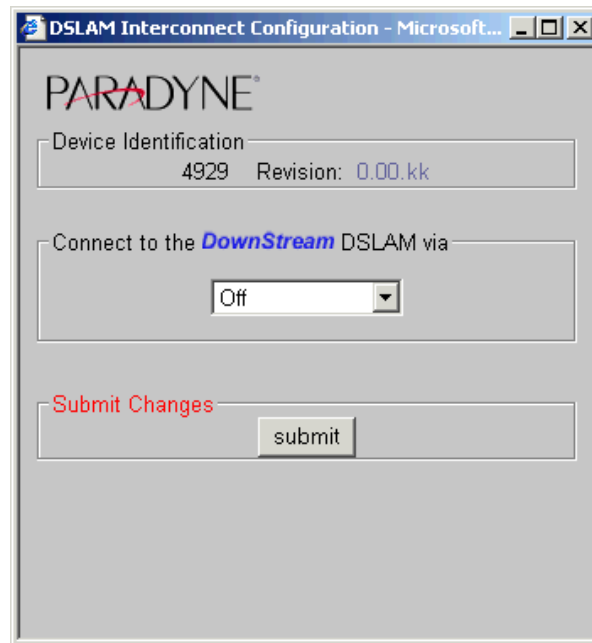 DSLAM Interconnect Configuration - Microsoft...
PARADYNE®
Device Identification
4929 Revision: 0.00.kk
Connect to the DownStream DSLAM via
Off
Submit Changes
submit